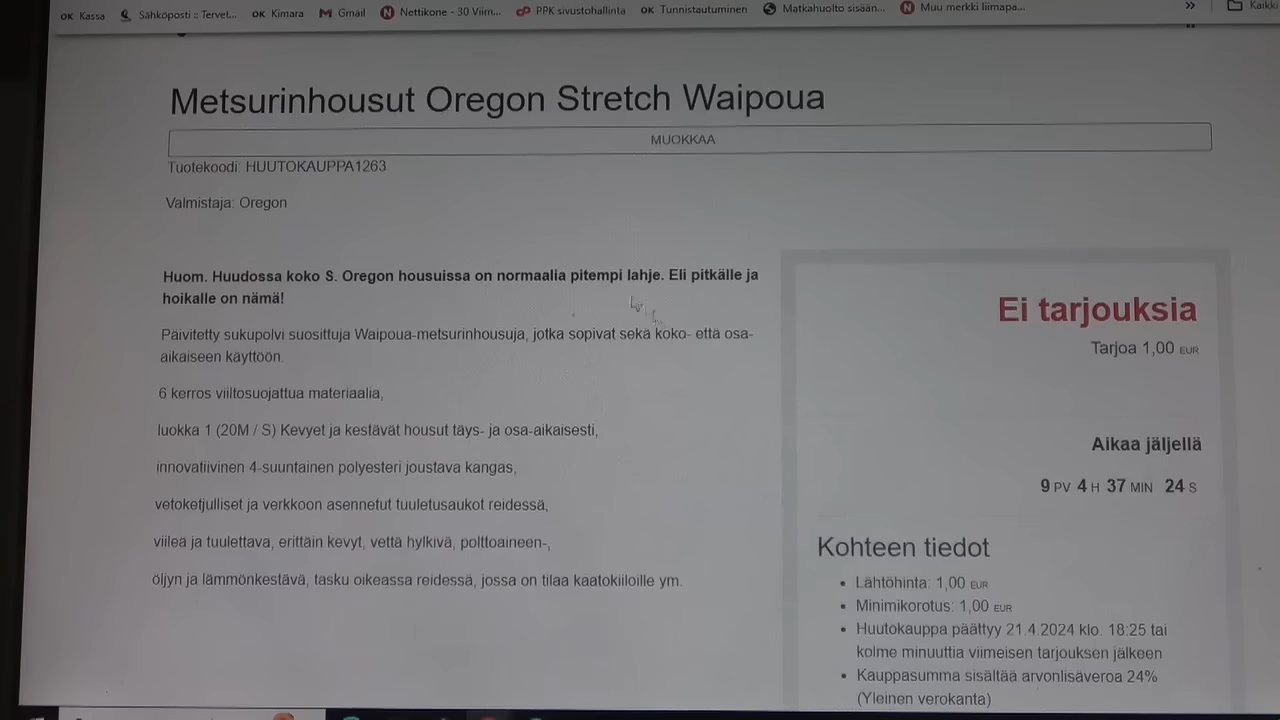 OK Kassa
Sähköposti :: Tervet...
OK Kimara
Gmail
Nettikone - 30 Viim...
PPK-sivustohallinta
OK Tunnistautuminen
Matkahuolto sisään...
Muu merkki liimapa...
»
Kaikki
Metsurinhousut Oregon Stretch Waipoua
MUOKKAA
Tuotekoodi: HUUTOKAUPPA1263
Valmistaja: Oregon
Huom. Huudossa koko S. Oregon housuissa on normaalia pitempi lahje. Eli pitkälle ja
hoikalle on nämä!
Päivitetty sukupolvi suosittuja Waipoua-metsurinhousuja, jotka sopivat sekä koko- että osa-
aikaiseen käyttöön.
6 kerros viiltosuojattua materiaalia,
luokka 1 (20M / S) Kevyet ja kestävät housut täys- ja osa-aikaisesti,
innovatiivinen 4-suuntainen polyesteri joustava kangas,
vetoketjulliset ja verkkoon asennetut tuuletusaukot reidessä,
viileä ja tuulettava, erittäin kevyt, vettä hylkivä, polttoaineen-,
öljyn ja lämmönkestävä, tasku oikeassa reidessä, jossa on tilaa kaatokiiloille ym.
Ei tarjouksia
Tarjoa 1,00 EUR
Aikaa jäljellä
9 PV 4 H 37 MIN 24 S
Kohteen tiedot
• Lähtöhinta: 1,00 EUR
• Minimikorotus: 1,00 EUR
• Huutokauppa päättyy 21.4.2024 klo. 18:25 tai
kolme minuuttia viimeisen tarjouksen jälkeen
• Kauppasumma sisältää arvonlisäveroa 24%
(Yleinen verokanta)